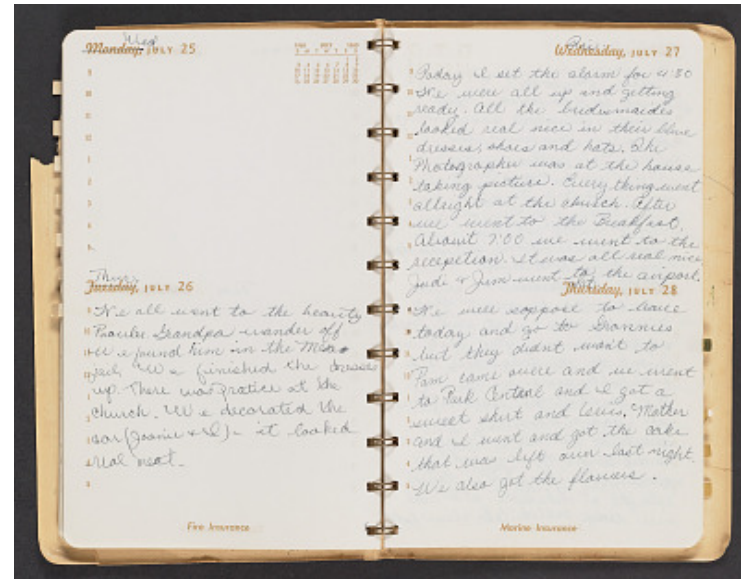 Wed
Monday, JULY 25
Thur.
Tuesday, JULY 26
We all went to the beauty
Parlor. Grandpa wander off
we found him in the Mesa
jail. We finished the dresses
up. There was pratice at the
church. We decorated the
car (Joanie & I) - it looked
real neat.
Fire Insurance
Wednesday, JULY 27
Today I set the alarm for 4:30
We were all up and getting
ready. All the bridesmaides
looked real nice in their blue
dresses, shoes and hats. The
Photographer was at the house
taking picture. Everything went
allright at the church. After
we went to the Breakfast.
About 7:00 we went to the
reception. It was all real nice
Judi & Jim went to the airport.
Thursday, JULY 28
We were soppose to leave
today and go to Grannies
but they didnt want to
Pam came over and we went
to Park Central and I got a
sweet shirt and Levis. Mother
and I went and got the cake
that was left over last night.
We also got the flowers.
Marine Insurance